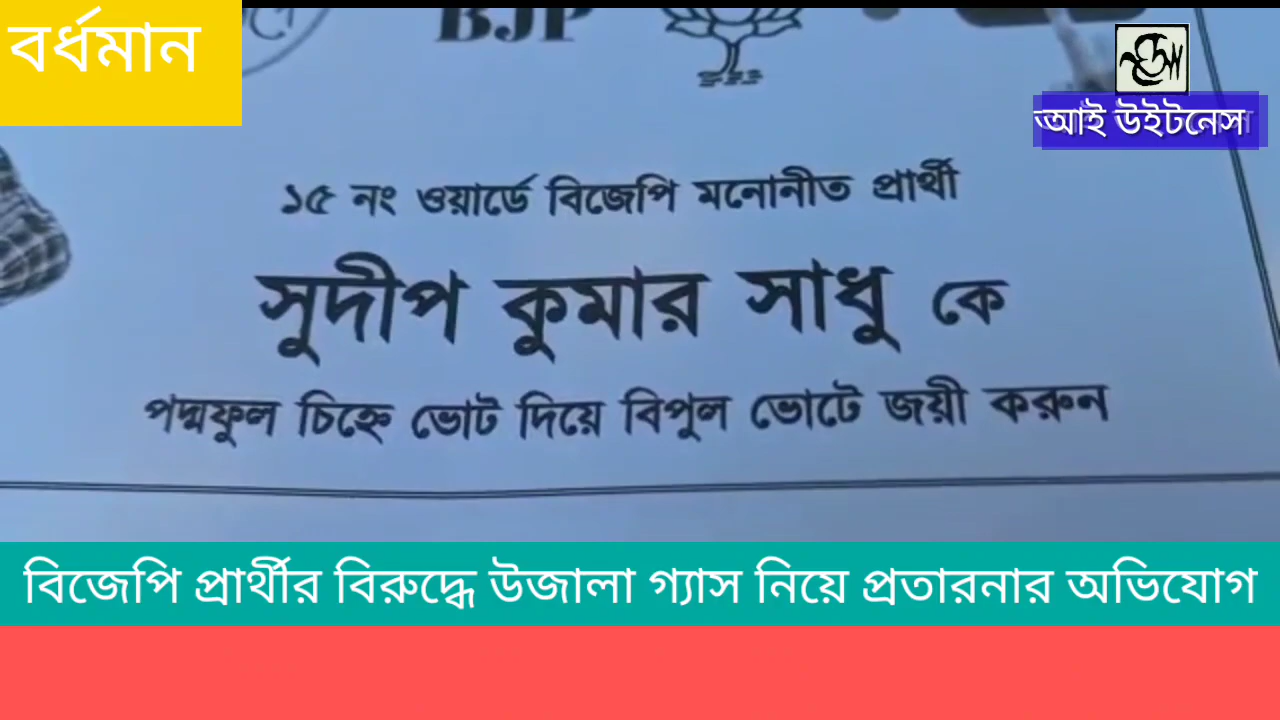 বর্ধমান
BJP
আই উইটনেস
১৫ নং ওয়ার্ডে বিজেপি মনোনীত প্রার্থী
সুদীপ কুমার সাধু কে
পদ্মফুল চিহ্নে ভোট দিয়ে বিপুল ভোটে জয়ী করুন
বিজেপি প্রার্থীর বিরুদ্ধে উজালা গ্যাস নিয়ে প্রতারনার অভিযোগ